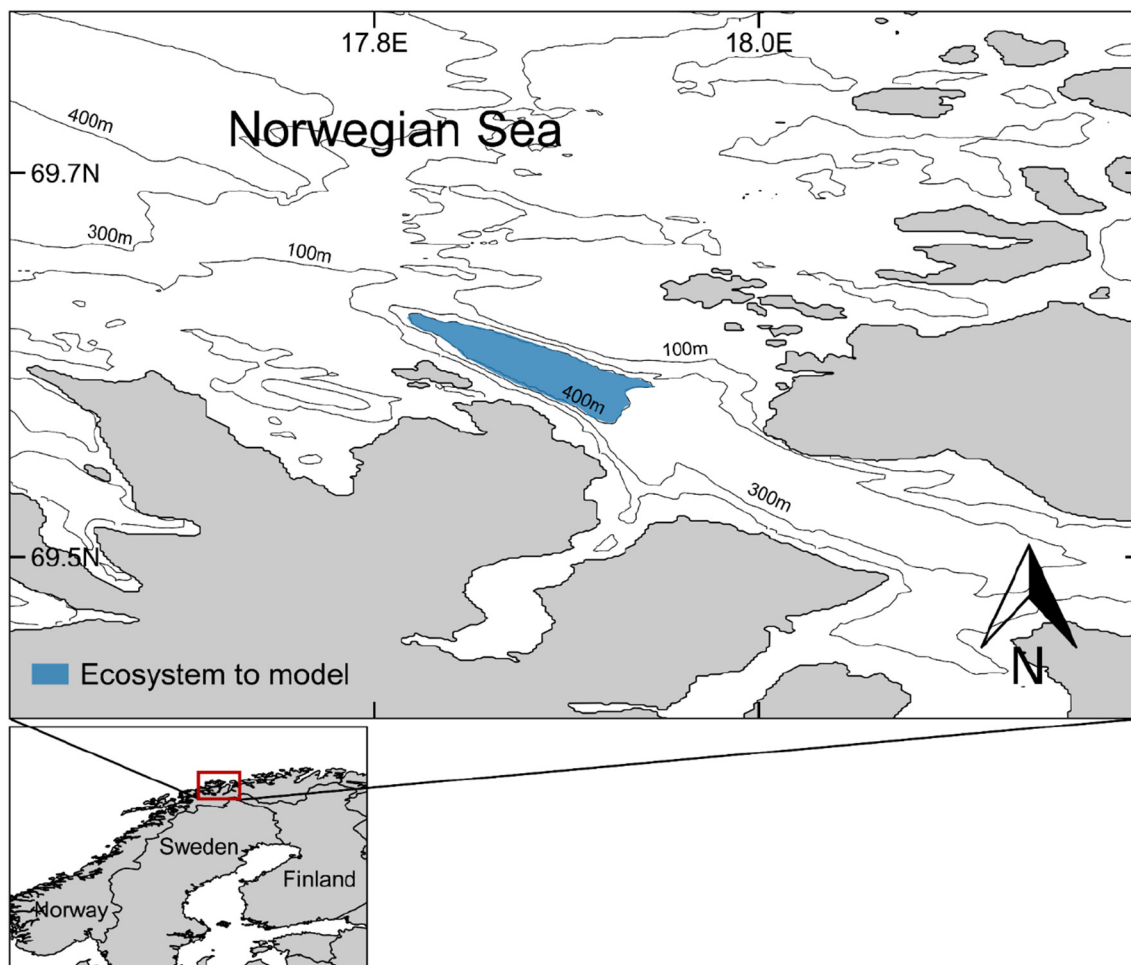 17.8E
18.0E
400m
Norwegian Sea
69.7N
300m
100m
100m
400m
300m
69.5N
Ecosystem to model
N
Sweden
Finland
Norway